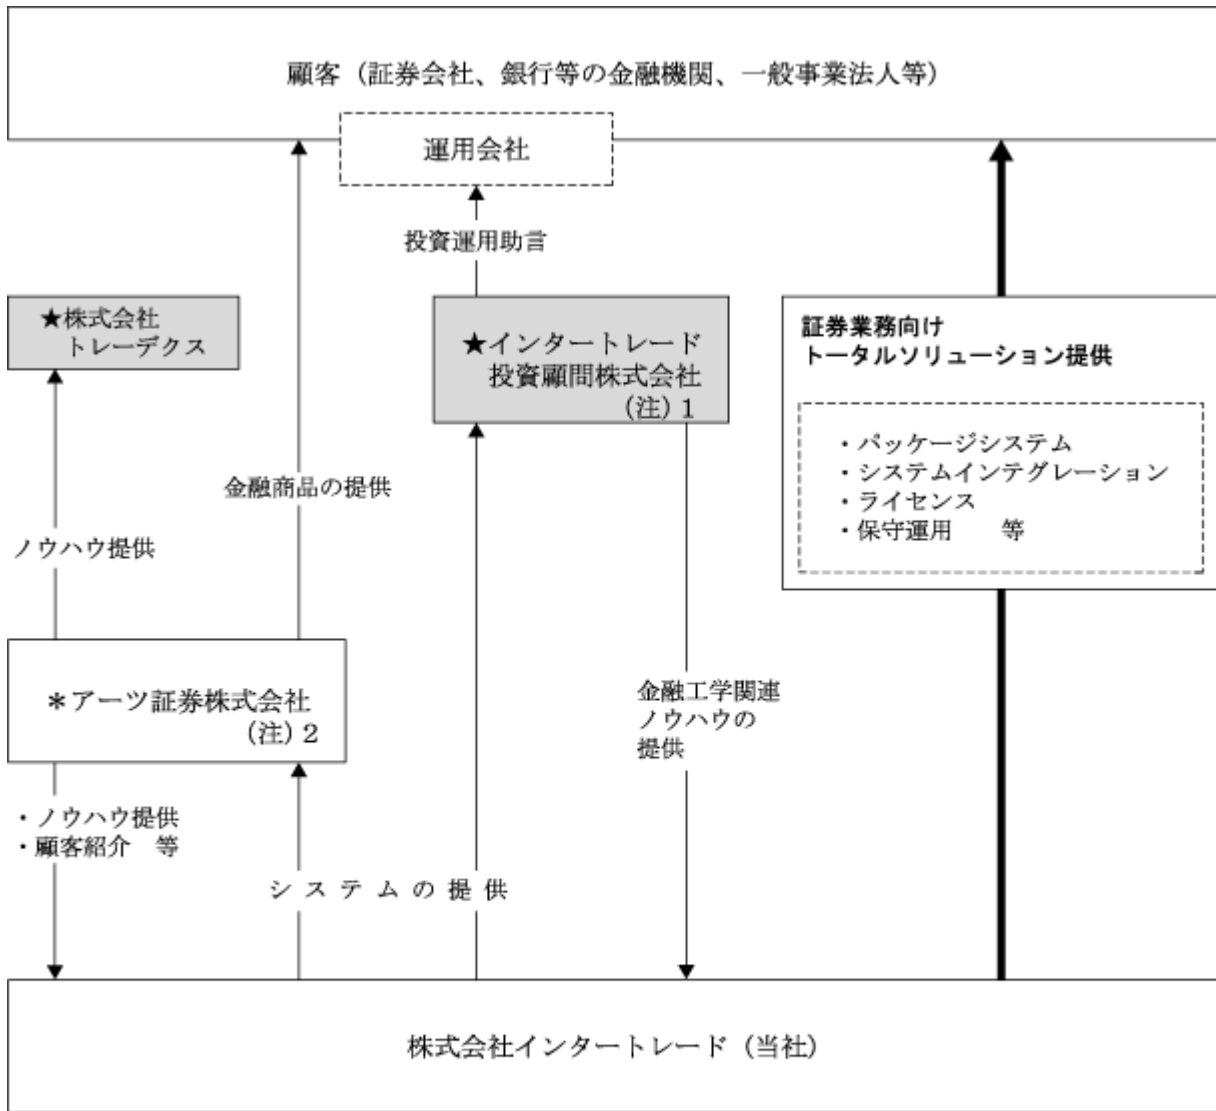 顧客（証券会社、銀行等の金融機関、一般事業法人等）
運用会社
投資運用助言
★株式会社
トレーデクス
★インタートレード
投資顧問株式会社
（注）1
証券業務向け
トータルソリューション提供
・パッケージシステム
・システムインテグレーション
・ライセンス
・保守運用　　等
金融商品の提供
ノウハウ提供
＊アーツ証券株式会社
（注）2
金融工学関連
ノウハウの
提供
・ノウハウ提供
・顧客紹介　等
システムの提供
株式会社インタートレード（当社）